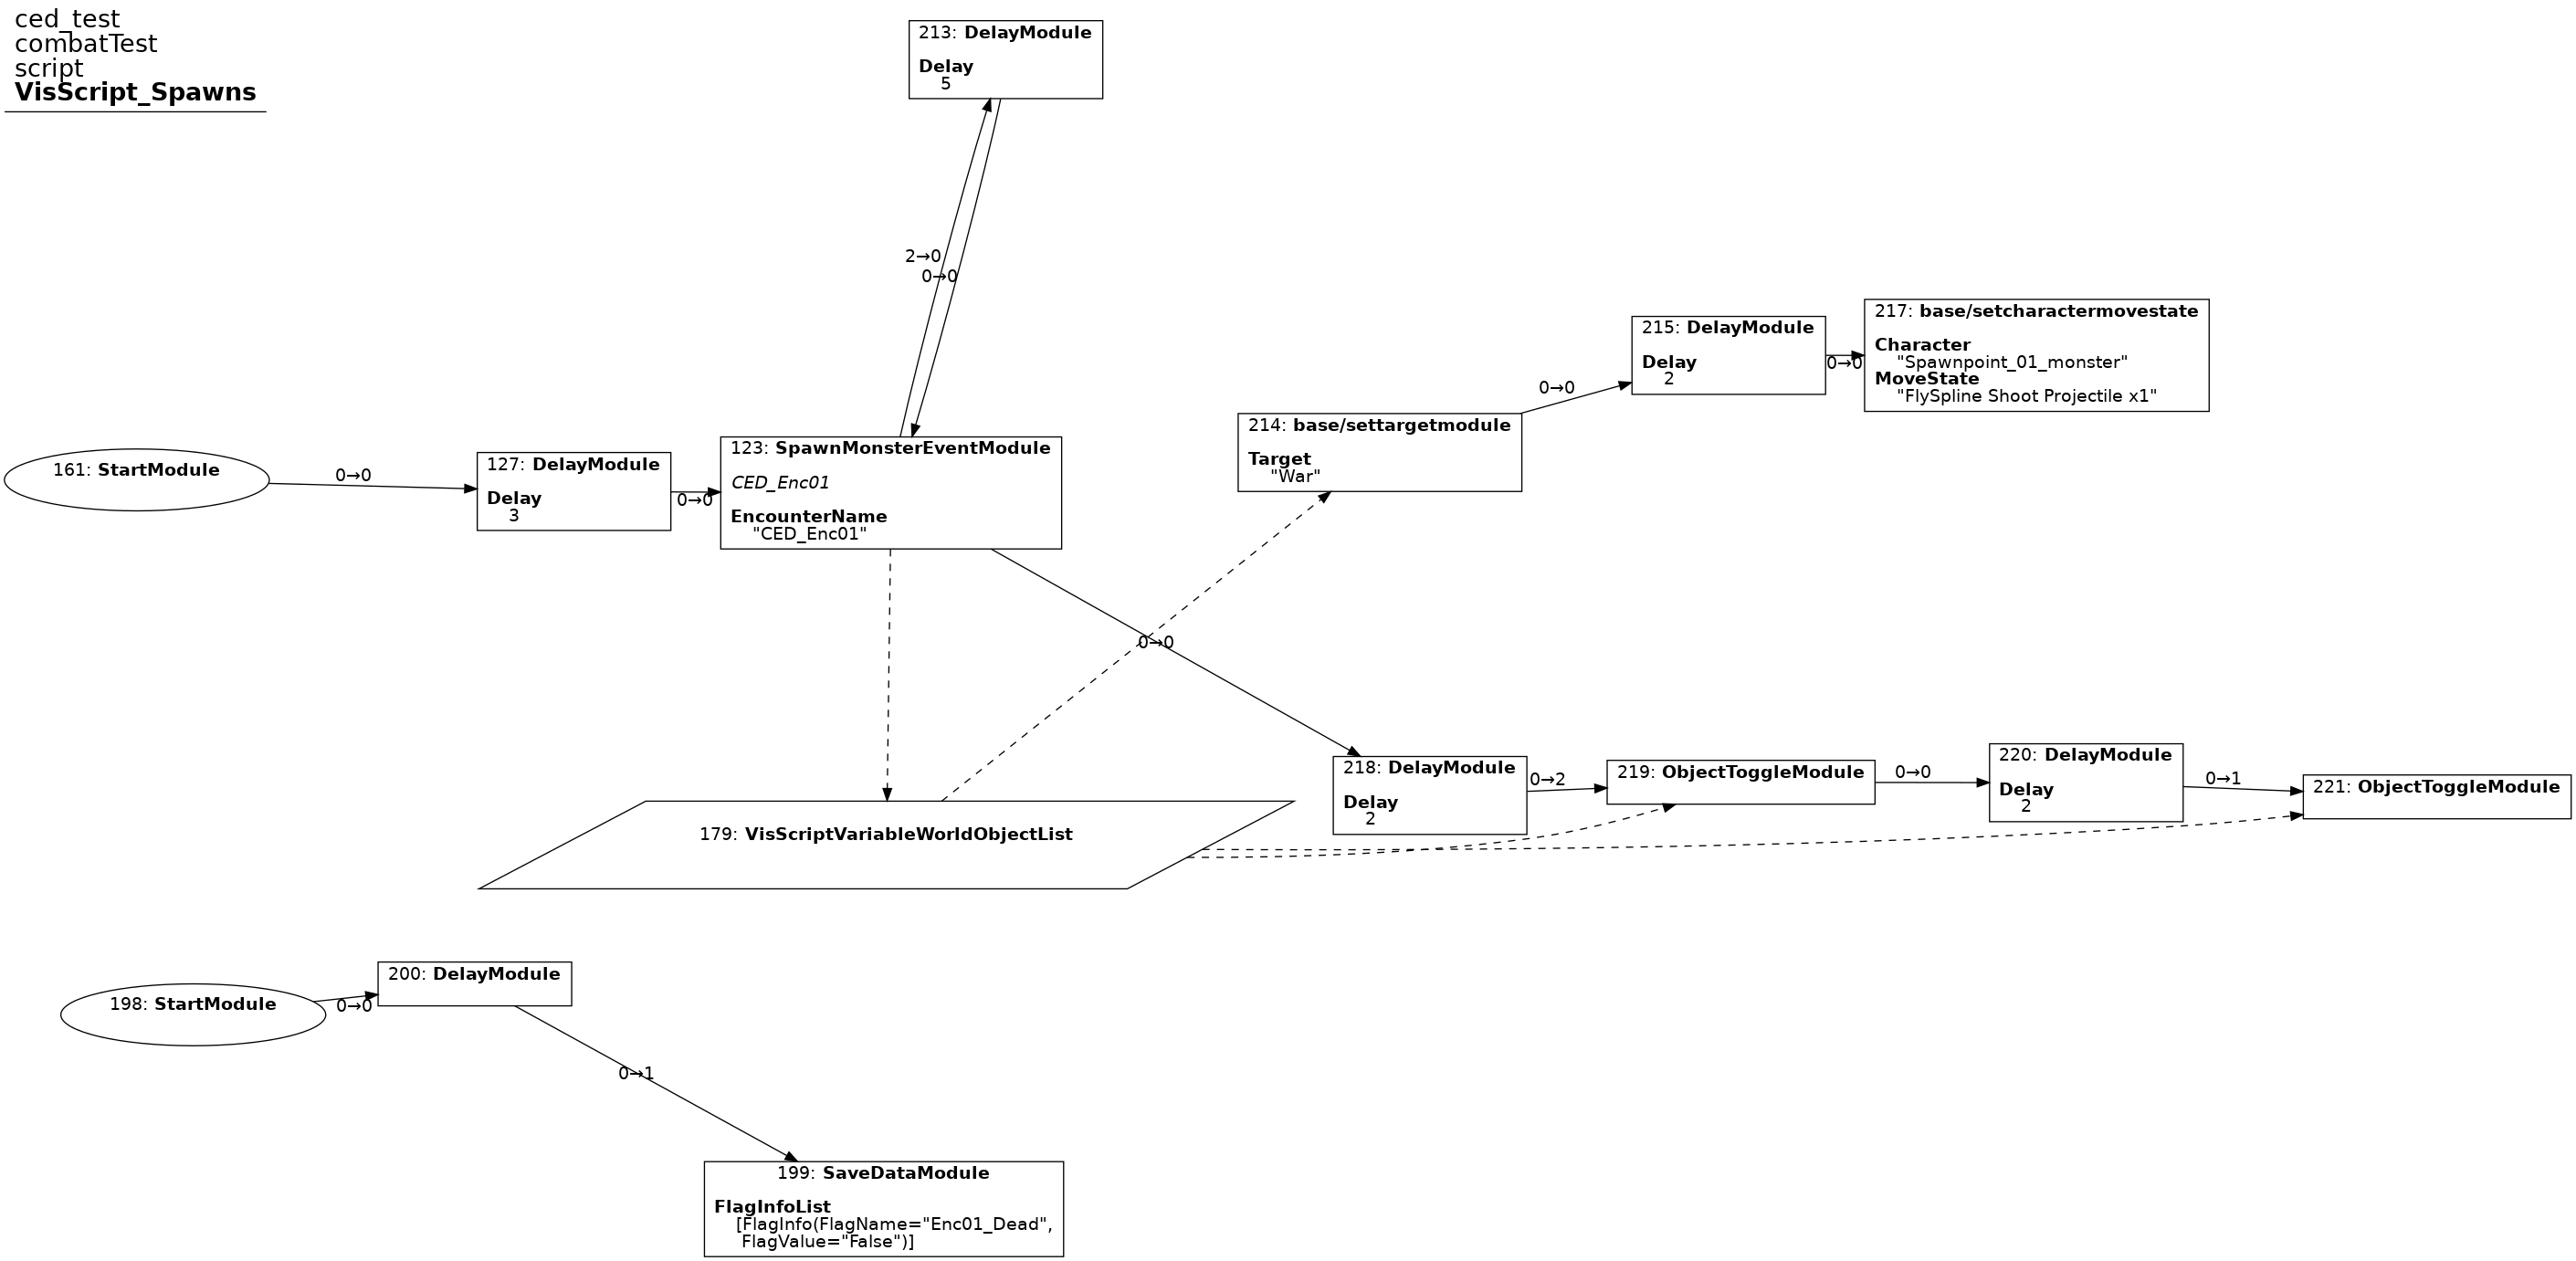 ced_test
combatTest
script
VisScript_Spawns
213: DelayModule
Delay
5
2→0
0→0
217: base/setcharactermovestate
Character
"Spawnpoint_01_monster"
MoveState
"FlySpline Shoot Projectile x1"
215: DelayModule
Delay
2
0→0
0→0
214: base/settargetmodule
Target
"War"
161: StartModule
0→0
127: DelayModule
Delay
3
0→0
123: SpawnMonsterEventModule
CED_Enc01
EncounterName
"CED_Enc01"
0→0
218: DelayModule
Delay
2
0→2
219: ObjectToggleModule
0→0
220: DelayModule
Delay
2
0→1
221: ObjectToggleModule
179: VisScriptVariableWorldObjectList
198: StartModule
0→0
200: DelayModule
0→1
199: SaveDataModule
FlagInfoList
[FlagInfo(FlagName="Enc01_Dead",
FlagValue="False")]